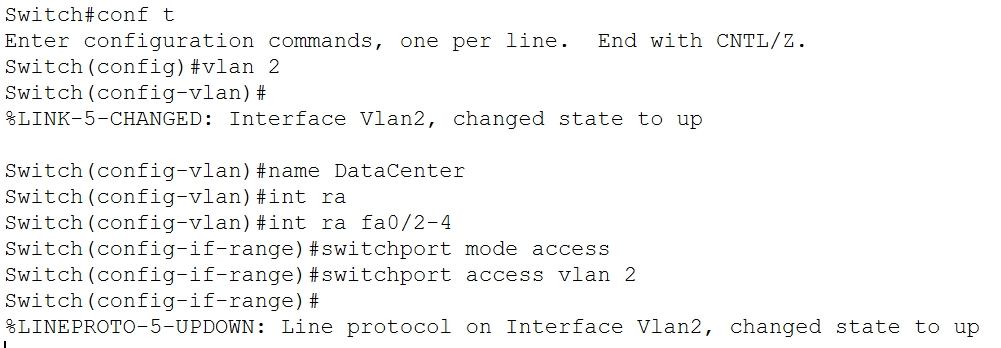 Switch#conf t
Enter configuration commands, one per line.  End with CNTL/Z.
Switch(config)#vlan 2
Switch(config-vlan)#
%LINK-5-CHANGED: Interface Vlan2, changed state to up

Switch(config-vlan)#name DataCenter
Switch(config-vlan)#int ra
Switch(config-vlan)#int ra fa0/2-4
Switch(config-if-range)#switchport mode access
Switch(config-if-range)#switchport access vlan 2
Switch(config-if-range)#
%LINEPROTO-5-UPDOWN: Line protocol on Interface Vlan2, changed state to up